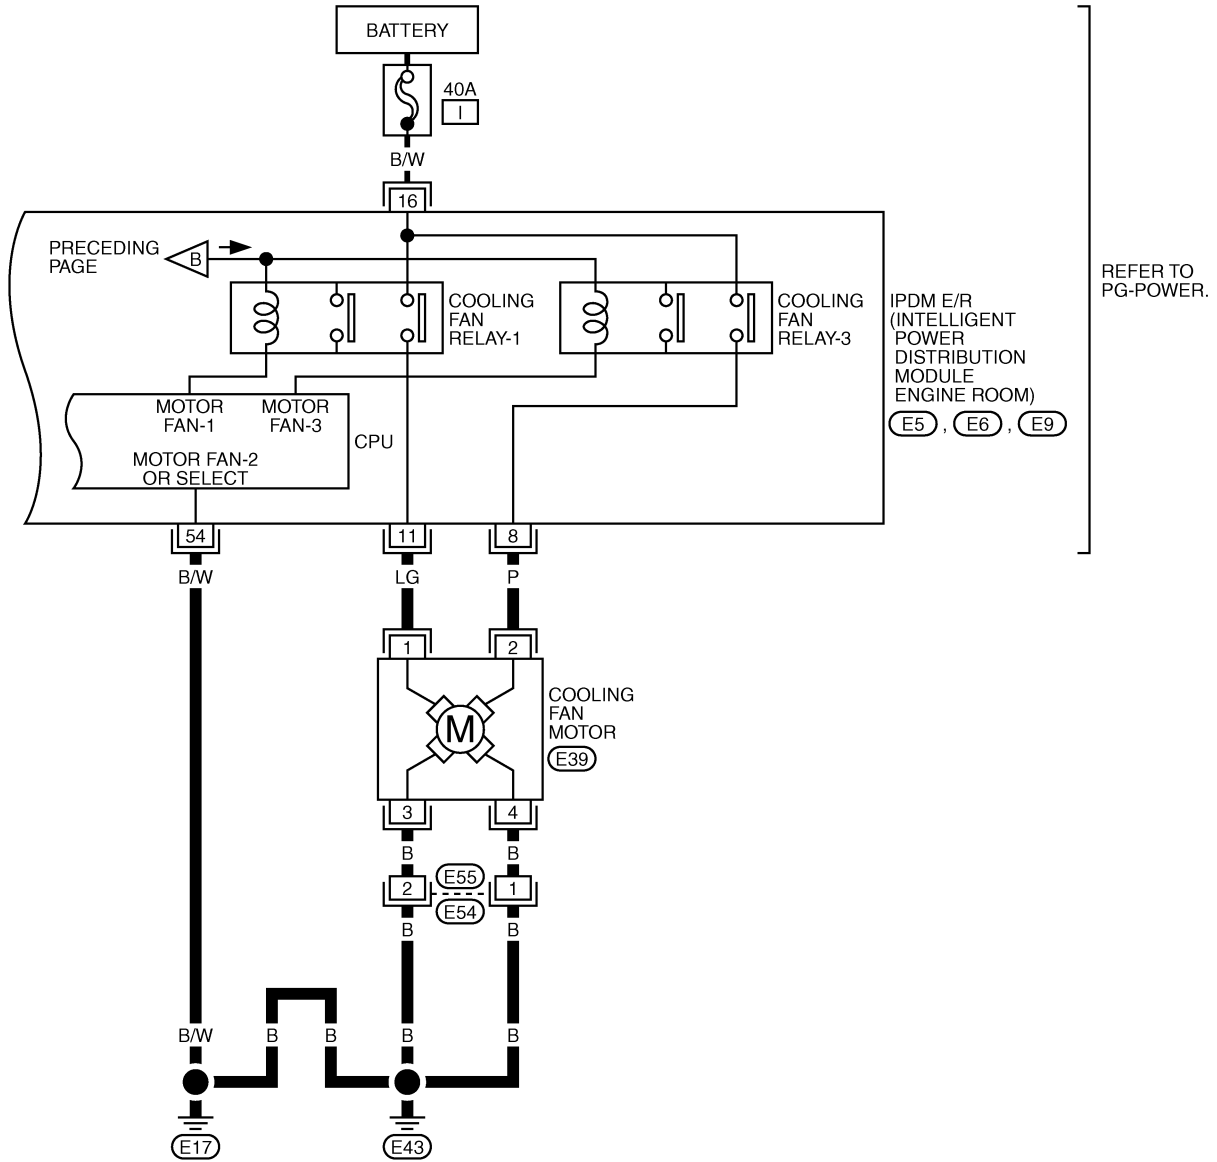 BATTERY
40A
I
B/W
16
PRECEDING
PAGE
B
COOLING
FAN
RELAY-1
COOLING
FAN
RELAY-3
IPDM E/R
(INTELLIGENT
POWER
DISTRIBUTION
MODULE
ENGINE ROOM)
E5 , E6 , E9
REFER TO
PG-POWER.
MOTOR
FAN-1
MOTOR
FAN-3
MOTOR FAN-2
OR SELECT
CPU
54
11
8
B/W
LG
P
1
2
M
COOLING
FAN
MOTOR
E39
3
4
B
B
2
E55
E54
1
B
B
B/W
B
B
B
B
E17
E43